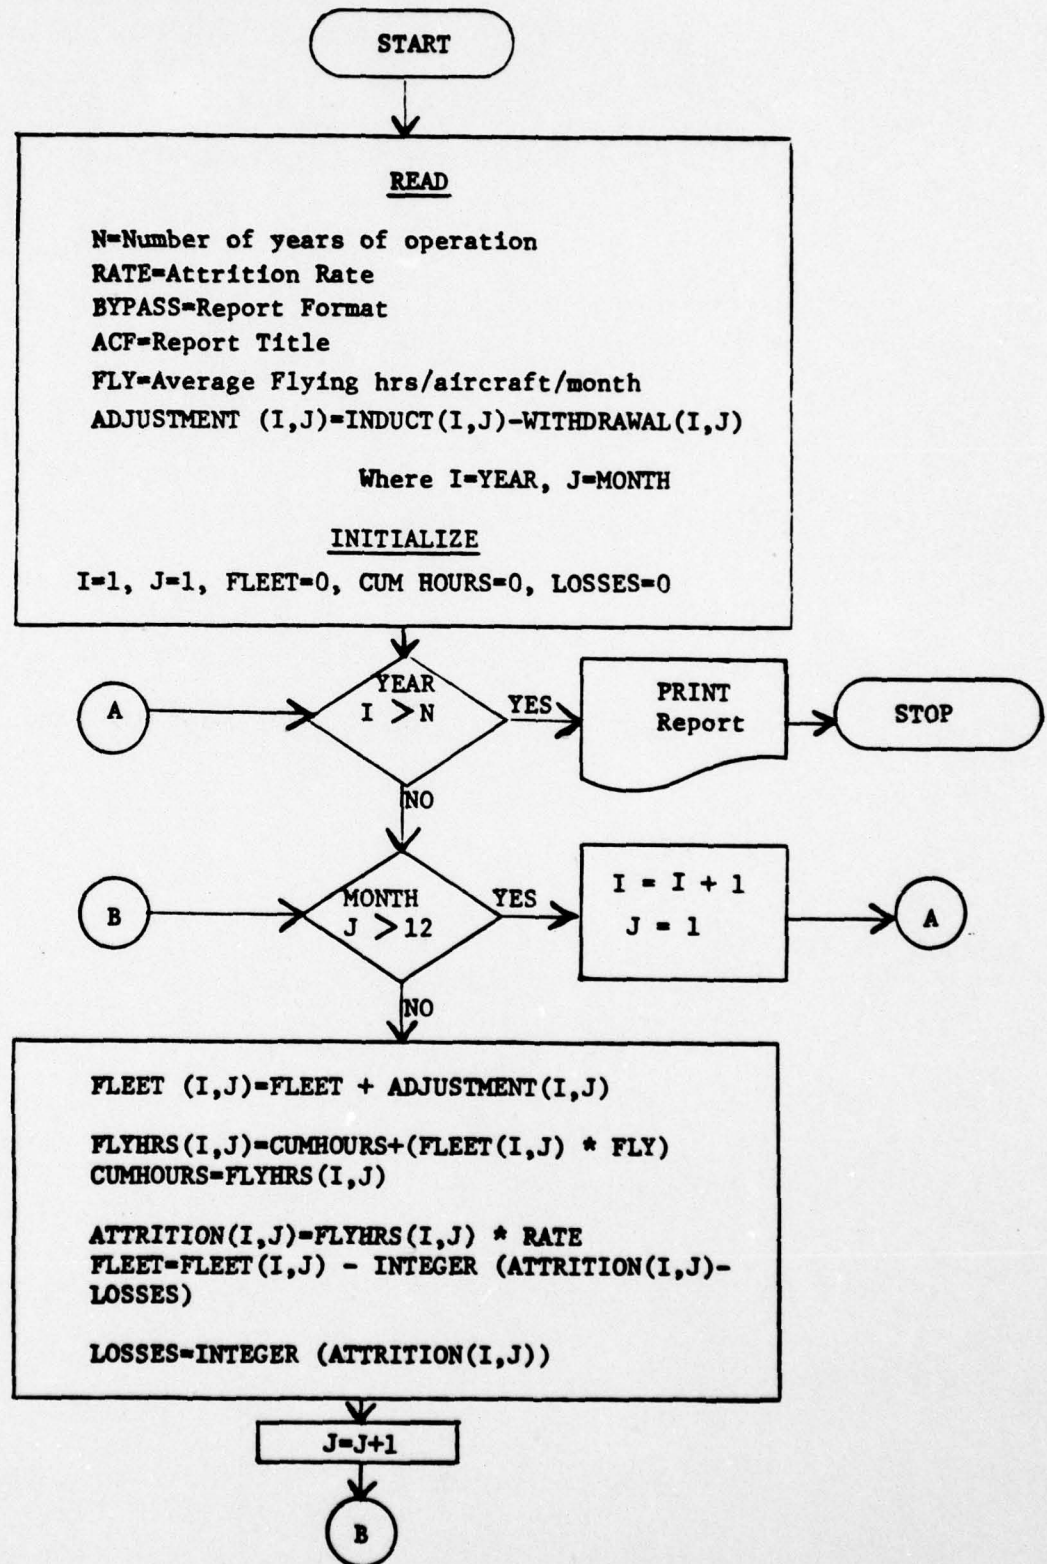 START
READ
N=Number of years of operation
RATE=Attrition Rate
BYPASS=Report Format
ACF=Report Title
FLY=Average Flying hrs/aircraft/month
ADJUSTMENT (I,J)=INDUCT(I,J)-WITHDRAWAL(I,J)
Where I=YEAR, J=MONTH
INITIALIZE
I=1, J=1, FLEET=0, CUM HOURS=0, LOSSES=0
A
YEAR
I >N
YES
PRINT
Report
STOP
NO
B
MONTH
J >12
YES
I = I + 1
J = 1
A
NO
FLEET (I,J)=FLEET + ADJUSTMENT(I,J)
FLYHRS(I,J)=CUMHOURS+(FLEET(I,J) * FLY)
CUMHOURS=FLYHRS(I,J)
ATTRITION(I,J)=FLYHRS(I,J) * RATE
FLEET=FLEET(I,J) - INTEGER (ATTRITION(I,J)-
LOSSES)
LOSSES=INTEGER (ATTRITION(I,J))
J=J+1
B